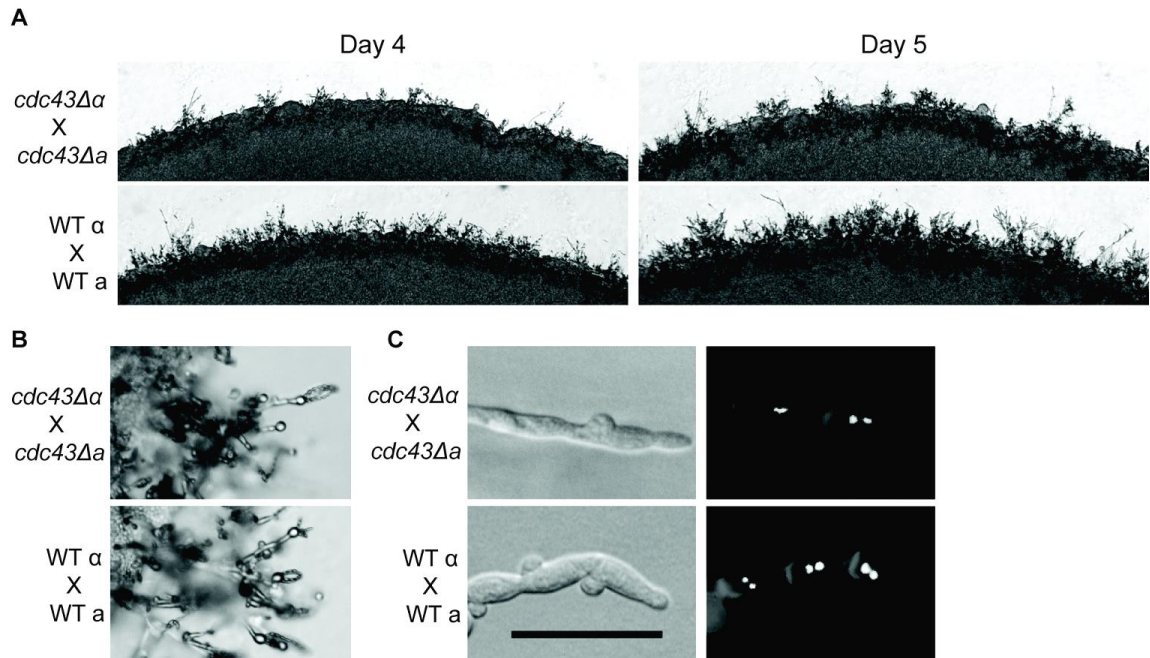 A
Day 4
Day 5
cdc43Δα
X
cdc43Δa
WT α
X
WT a
B
cdc43Δα
X
cdc43Δa
WT α
X
WT a
C
cdc43Δα
X
cdc43Δa
WT α
X
WT a